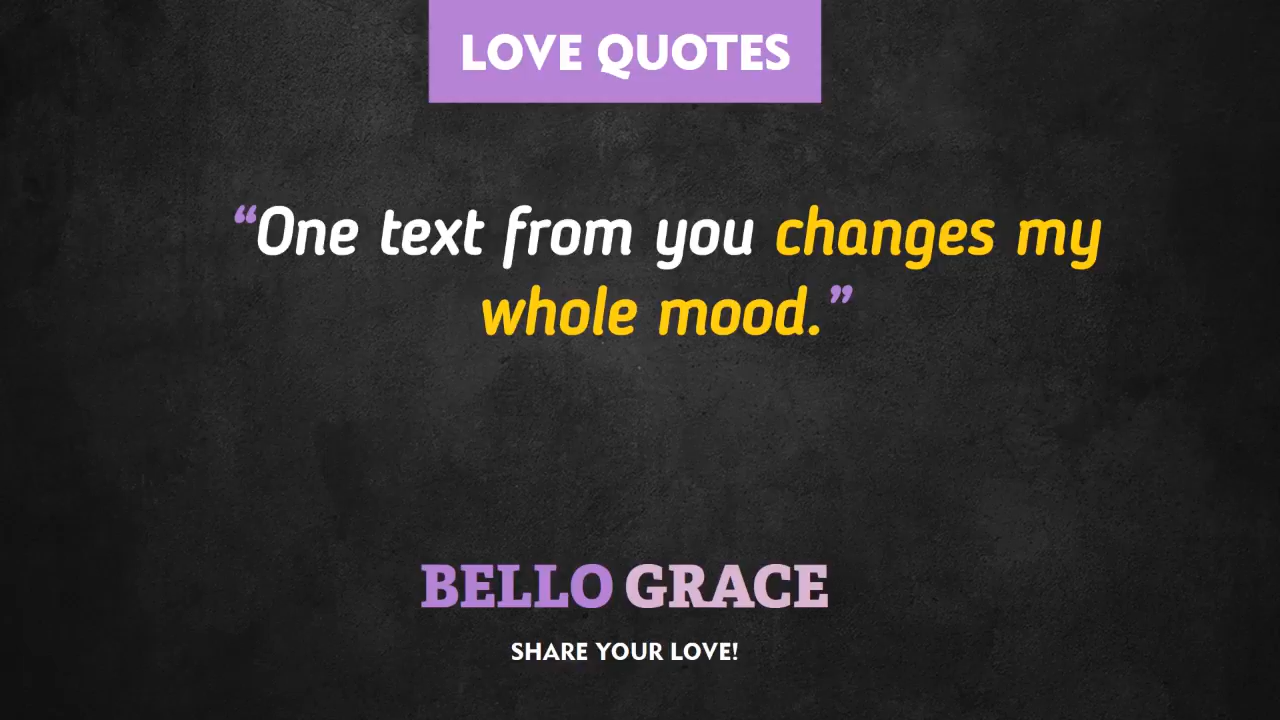 LOVE QUOTES
“One text from you changes my
whole mood.”
BELLO GRACE
SHARE YOUR LOVE!